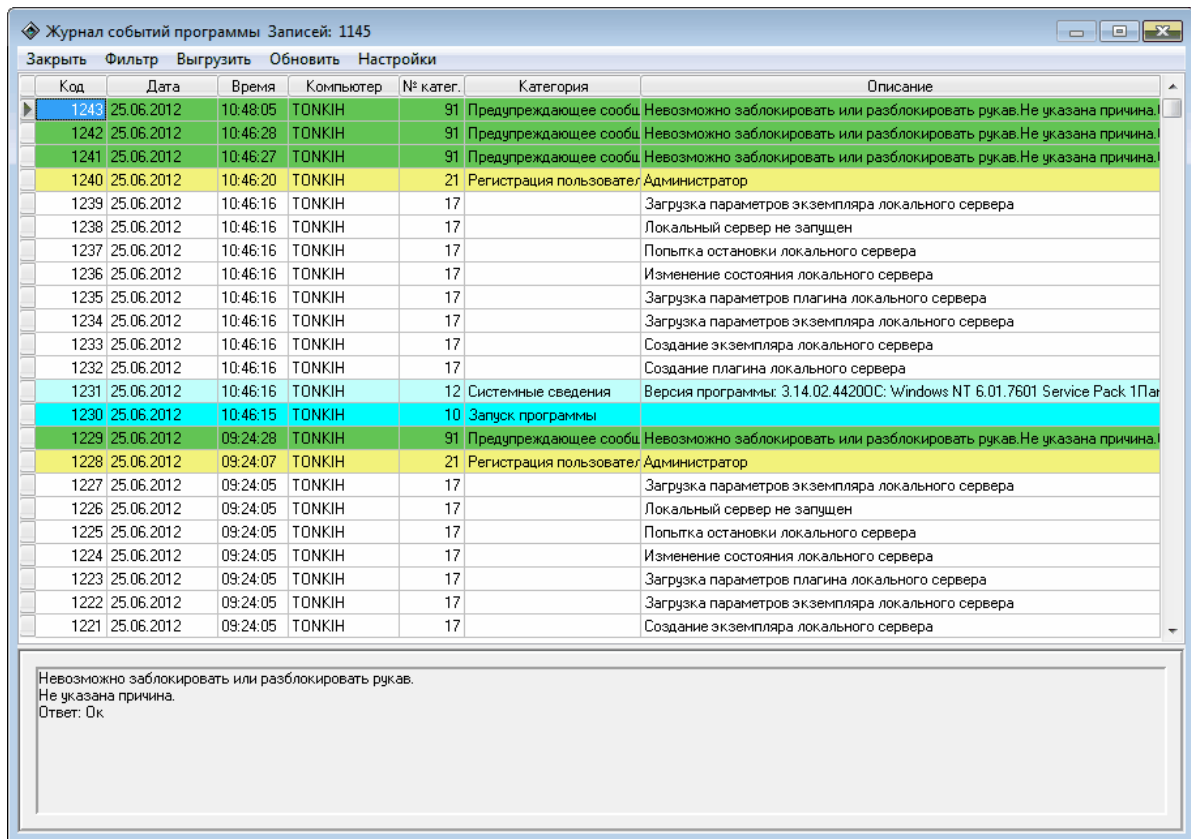 Журнал событий программы Записей: 1145
Закрыть Фильтр Выгрузить Обновить Настройки
Код Дата Время Компьютер № катег. Категория Описание
1243 25.06.2012 10:48:05 TONKIH 91 Предупреждающее сообщ Невозможно заблокировать или разблокировать рукав.Не указана причина.
1242 25.06.2012 10:46:28 TONKIH 91 Предупреждающее сообщ Невозможно заблокировать или разблокировать рукав.Не указана причина.
1241 25.06.2012 10:46:27 TONKIH 91 Предупреждающее сообщ Невозможно заблокировать или разблокировать рукав.Не указана причина.
1240 25.06.2012 10:46:20 TONKIH 21 Регистрация пользовател Администратор
1239 25.06.2012 10:46:16 TONKIH 17 Загрузка параметров экземпляра локального сервера
1238 25.06.2012 10:46:16 TONKIH 17 Локальный сервер не запущен
1237 25.06.2012 10:46:16 TONKIH 17 Попытка остановки локального сервера
1236 25.06.2012 10:46:16 TONKIH 17 Изменение состояния локального сервера
1235 25.06.2012 10:46:16 TONKIH 17 Загрузка параметров плагина локального сервера
1234 25.06.2012 10:46:16 TONKIH 17 Загрузка параметров экземпляра локального сервера
1233 25.06.2012 10:46:16 TONKIH 17 Создание экземпляра локального сервера
1232 25.06.2012 10:46:16 TONKIH 17 Создание плагина локального сервера
1231 25.06.2012 10:46:16 TONKIH 12 Системные сведения Версия программы: 3.14.02.4420ОС: Windows NT 6.01.7601 Service Pack 1Пам
1230 25.06.2012 10:46:15 TONKIH 10 Запуск программы
1229 25.06.2012 09:24:28 TONKIH 91 Предупреждающее сообщ Невозможно заблокировать или разблокировать рукав.Не указана причина.
1228 25.06.2012 09:24:07 TONKIH 21 Регистрация пользовател Администратор
1227 25.06.2012 09:24:05 TONKIH 17 Загрузка параметров экземпляра локального сервера
1226 25.06.2012 09:24:05 TONKIH 17 Локальный сервер не запущен
1225 25.06.2012 09:24:05 TONKIH 17 Попытка остановки локального сервера
1224 25.06.2012 09:24:05 TONKIH 17 Изменение состояния локального сервера
1223 25.06.2012 09:24:05 TONKIH 17 Загрузка параметров плагина локального сервера
1222 25.06.2012 09:24:05 TONKIH 17 Загрузка параметров экземпляра локального сервера
1221 25.06.2012 09:24:05 TONKIH 17 Создание экземпляра локального сервера
Невозможно заблокировать или разблокировать рукав.
Не указана причина.
Ответ: Ок